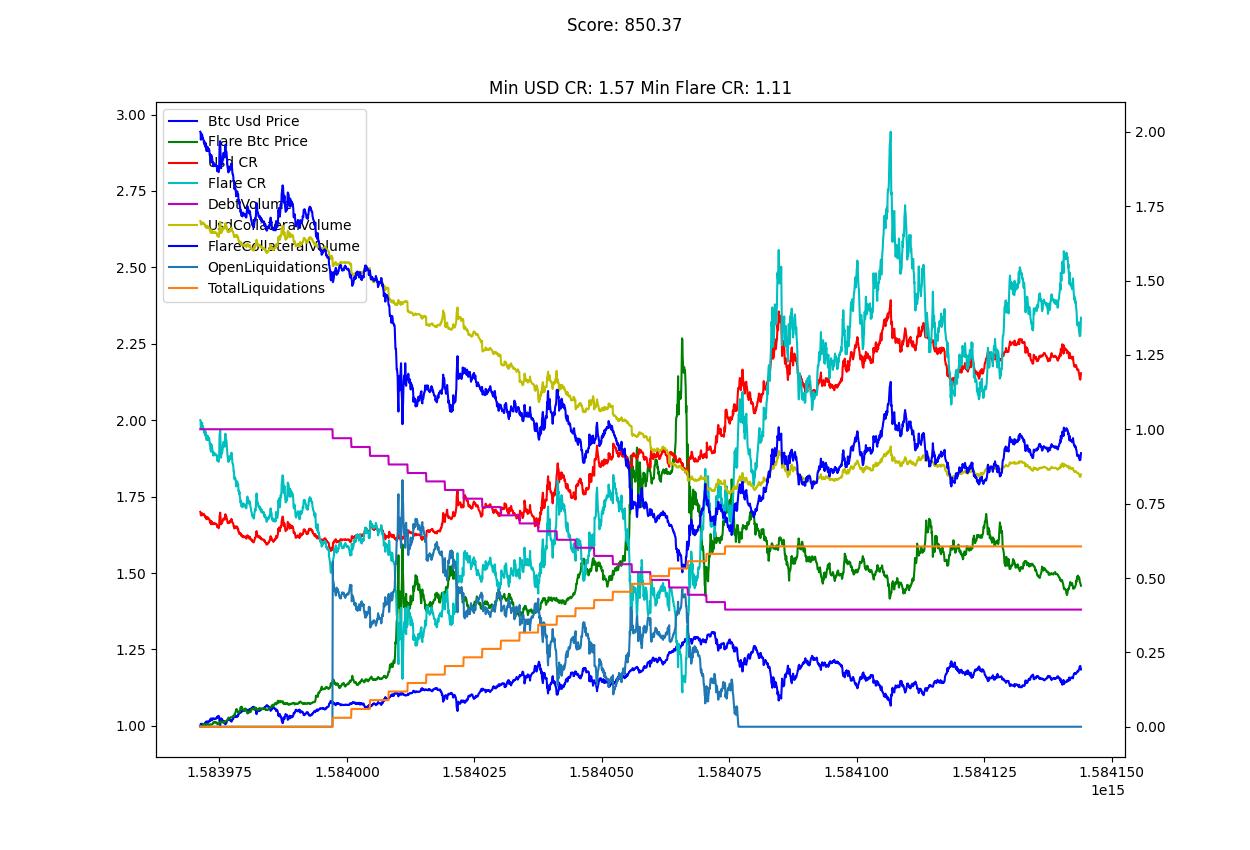 Score: 850.37
Min USD CR: 1.57 Min Flare CR: 1.11
Btc Usd Price
Flare Btc Price
Usd CR
Flare CR
DebtVolume
UsdCollateralVolume
FlareCollateralVolume
OpenLiquidations
TotalLiquidations
3.00
2.75
2.50
2.25
2.00
1.75
1.50
1.25
1.00
2.00
1.75
1.50
1.25
1.00
0.75
0.50
0.25
0.00
1.583975
1.584000
1.584025
1.584050
1.584075
1.584100
1.584125
1.584150
1e15